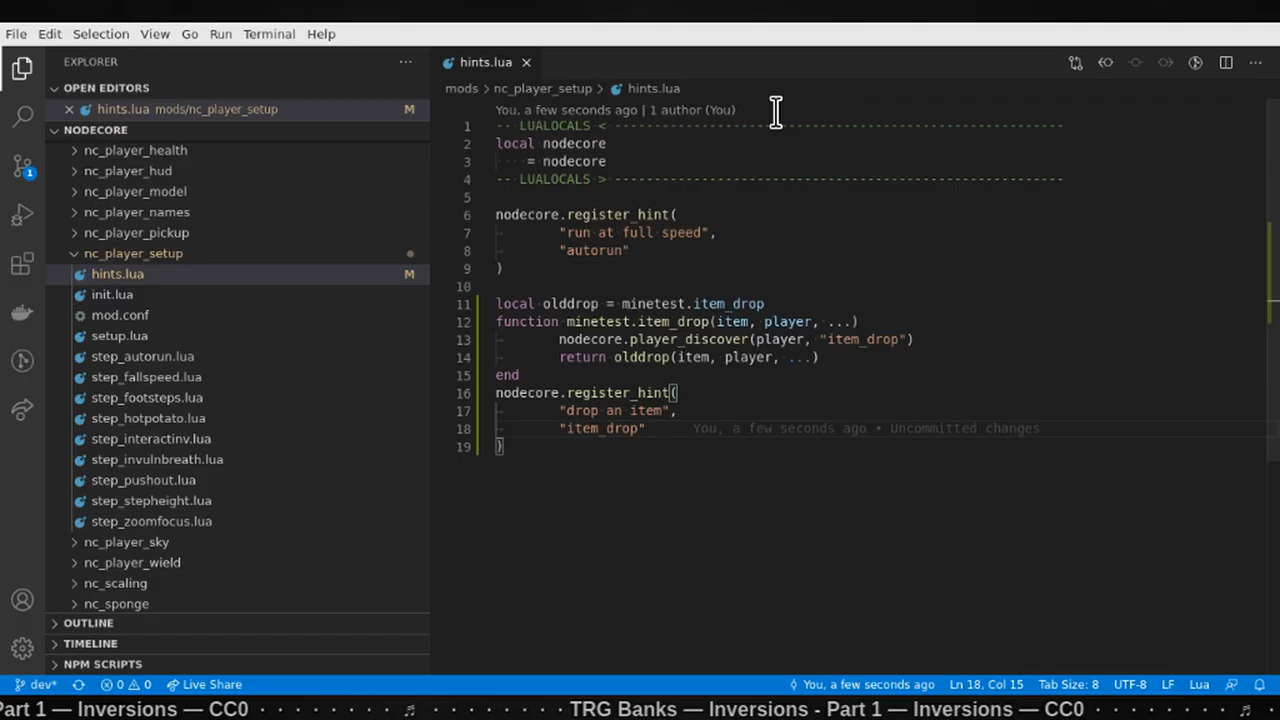 File Edit Selection View Go Run Terminal Help
EXPLORER
OPEN EDITORS
hints.lua mods/nc_player_setup M
NODECORE
nc_player_health
nc_player_hud
nc_player_model
nc_player_names
nc_player_pickup
nc_player_setup
hints.lua M
init.lua
mod.conf
setup.lua
step_autorun.lua
step_fallspeed.lua
step_footsteps.lua
step_hotpotato.lua
step_interactinv.lua
step_invulnbreath.lua
step_pushout.lua
step_stepheight.lua
step_zoomfocus.lua
nc_player_sky
nc_player_wield
nc_scaling
nc_sponge
OUTLINE
TIMELINE
NPM SCRIPTS
1
hints.lua
mods > nc_player_setup > hints.lua
You, a few seconds ago | 1 author (You)
1 -- LUALOCALS < ---------------------------------------------------------
2 local nodecore
3 = nodecore
4 -- LUALOCALS > ---------------------------------------------------------
5
6 nodecore.register_hint(
7 "run at full speed",
8 "autorun"
9 )
10
11 local olddrop = minetest.item_drop
12 function minetest.item_drop(item, player, ...)
13 nodecore.player_discover(player, "item_drop")
14 return olddrop(item, player, ...)
15 end
16 nodecore.register_hint(
17 "drop an item",
18 "item_drop" You, a few seconds ago • Uncommitted changes
19 )
dev* 0 0 Live Share You, a few seconds ago Ln 18, Col 15 Tab Size: 8 UTF-8 LF Lua
Part 1 — Inversions — CC0 · · · · · · · · · · ♬ · · · · · · · · · · TRG Banks — Inversions - Part 1 — Inversions — CC0 · · · · · · · · · · ♬